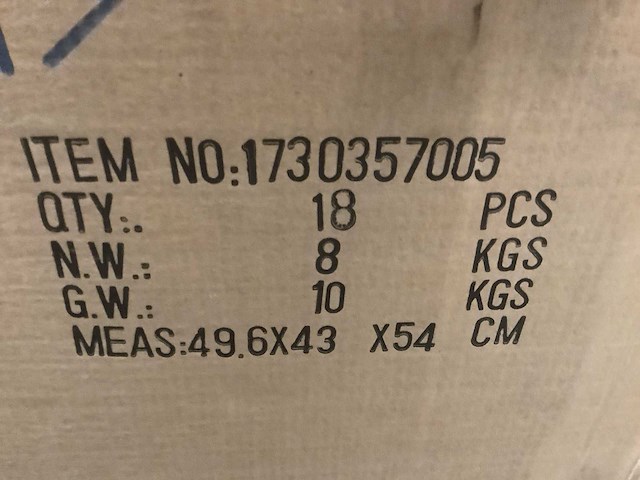 ITEM NO:1730357005
QTY:. 18 PCS
N.W.: 8 KGS
G.W.: 10 KGS
MEAS:49.6X43 X54 CM